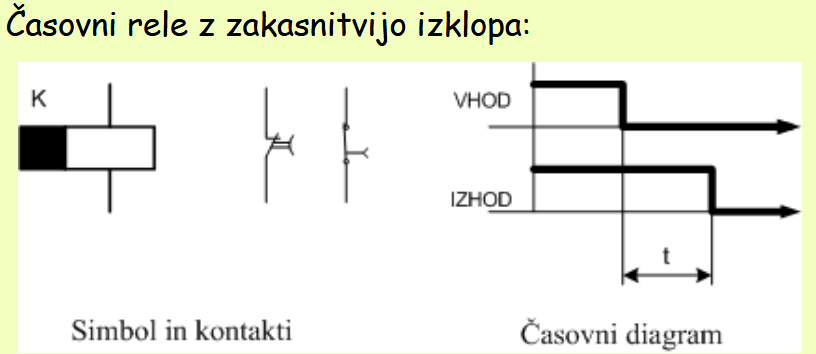 Časovni rele z zakasnitvijo izklopa:
K
VHOD
IZHOD
t
Simbol in kontakti
Časovni diagram